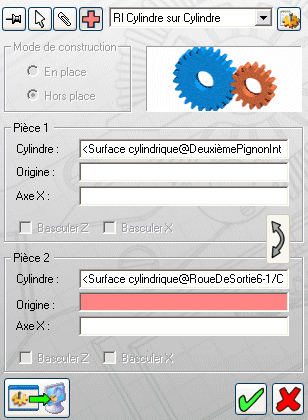 RI Cylindre sur Cylindre
Mode de construction
En place
Hors place
Pièce 1
Cylindre :
<Surface cylindrique@DeuxièmePignonInt
Origine :
Axe X :
Basculer Z
Basculer X
Pièce 2
Cylindre :
<Surface cylindrique@RoueDeSortie6-1/C
Origine :
Axe X :
Basculer Z
Basculer X